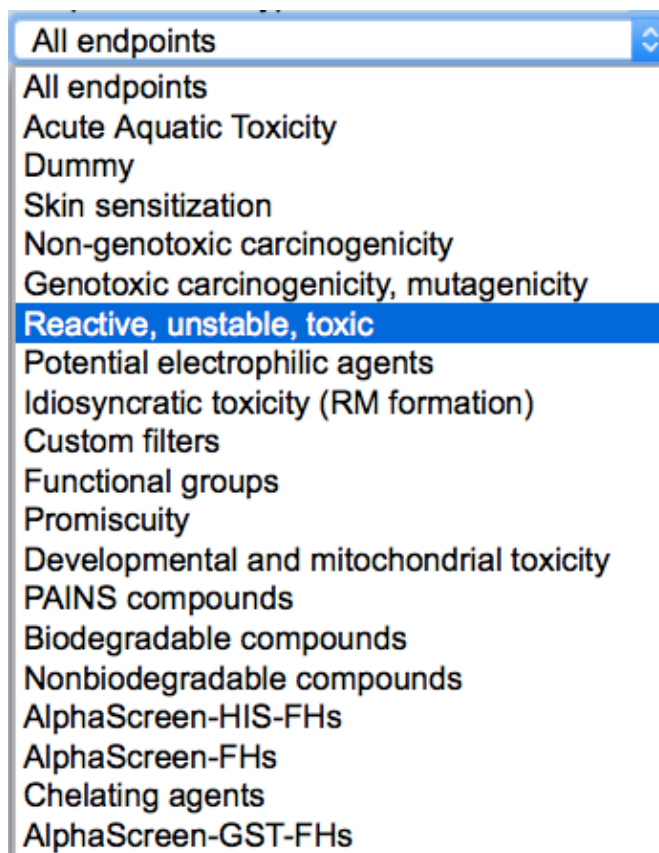 All endpoints
All endpoints
Acute Aquatic Toxicity
Dummy
Skin sensitization
Non-genotoxic carcinogenicity
Genotoxic carcinogenicity, mutagenicity
Reactive, unstable, toxic
Potential electrophilic agents
Idiosyncratic toxicity (RM formation)
Custom filters
Functional groups
Promiscuity
Developmental and mitochondrial toxicity
PAINS compounds
Biodegradable compounds
Nonbiodegradable compounds
AlphaScreen-HIS-FHs
AlphaScreen-FHs
Chelating agents
AlphaScreen-GST-FHs